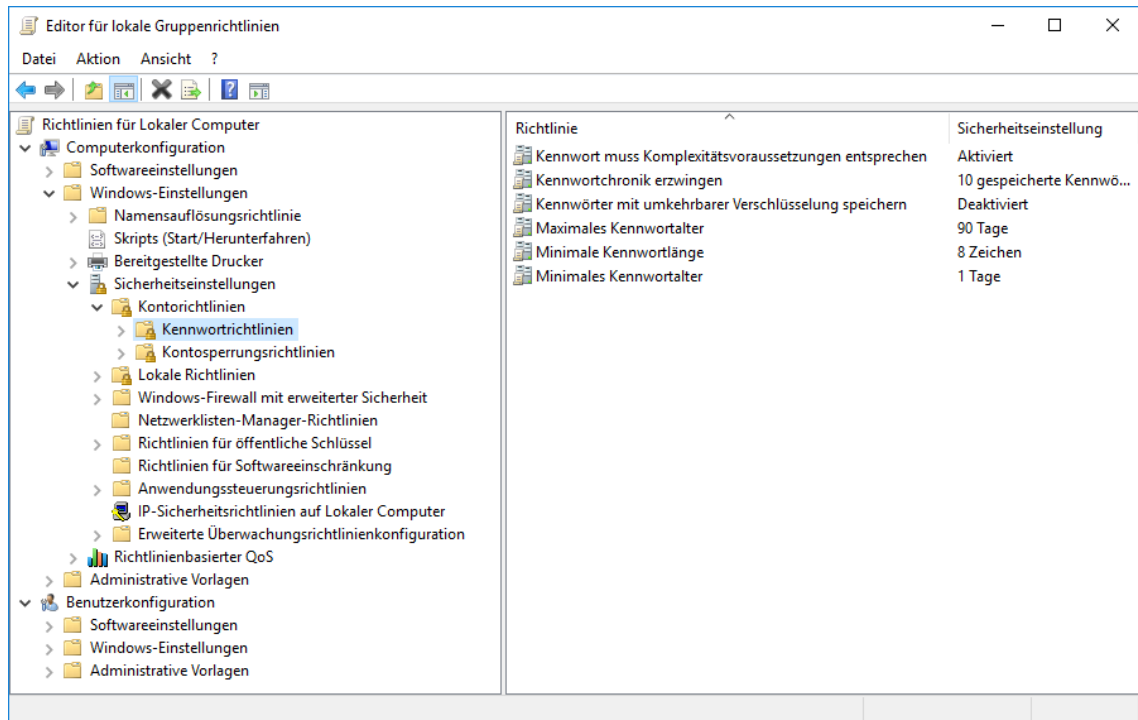 Editor für lokale Gruppenrichtlinien
Datei Aktion Ansicht ?
Richtlinien für Lokaler Computer
Computerkonfiguration
Softwareeinstellungen
Windows-Einstellungen
Namensauflösungsrichtlinie
Skripts (Start/Herunterfahren)
Bereitgestellte Drucker
Sicherheitseinstellungen
Kontorichtlinien
Kennwortrichtlinien
Kontosperrungsrichtlinien
Lokale Richtlinien
Windows-Firewall mit erweiterter Sicherheit
Netzwerklisten-Manager-Richtlinien
Richtlinien für öffentliche Schlüssel
Richtlinien für Softwareeinschränkung
Anwendungssteuerungsrichtlinien
IP-Sicherheitsrichtlinien auf Lokaler Computer
Erweiterte Überwachungsrichtlinienkonfiguration
Richtlinienbasierter QoS
Administrative Vorlagen
Benutzerkonfiguration
Softwareeinstellungen
Windows-Einstellungen
Administrative Vorlagen
Richtlinie Sicherheitseinstellung
Kennwort muss Komplexitätsvoraussetzungen entsprechen Aktiviert
Kennwortchronik erzwingen 10 gespeicherte Kennwö...
Kennwörter mit umkehrbarer Verschlüsselung speichern Deaktiviert
Maximales Kennwortalter 90 Tage
Minimale Kennwortlänge 8 Zeichen
Minimales Kennwortalter 1 Tage